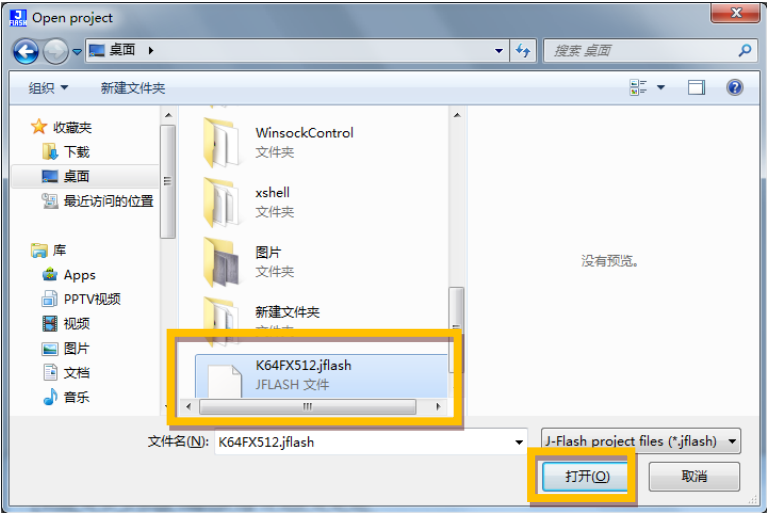 J
FLASH
Open project
桌面
搜索 桌面
组织
新建文件夹
收藏夹
下载
桌面
最近访问的位置
库
Apps
PPTV视频
视频
图片
文档
音乐
WinsockControl
文件夹
xshell
文件夹
图片
文件夹
新建文件夹
文件夹
K64FX512.jflash
JFLASH 文件
没有预览。
文件名(N): K64FX512.jflash
J-Flash project files (*.jflash)
打开(O)
取消